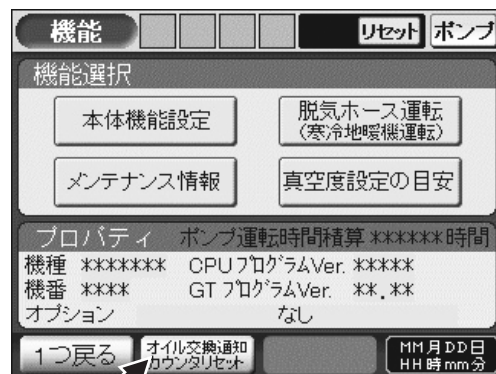 機能 リセット ポンプ
機能選択
本体機能設定 脱気ホース運転
(寒冷地暖機運転)
メンテナンス情報 真空度設定の目安
プロパティ ポンプ運転時間積算 ******時間
機種 ******* CPUプログラムVer. *****
機番 **** GTプログラムVer. **.**
オプション なし
1つ戻る オイル交換通知 MM月DD日
カウンタリセット HH時mm分